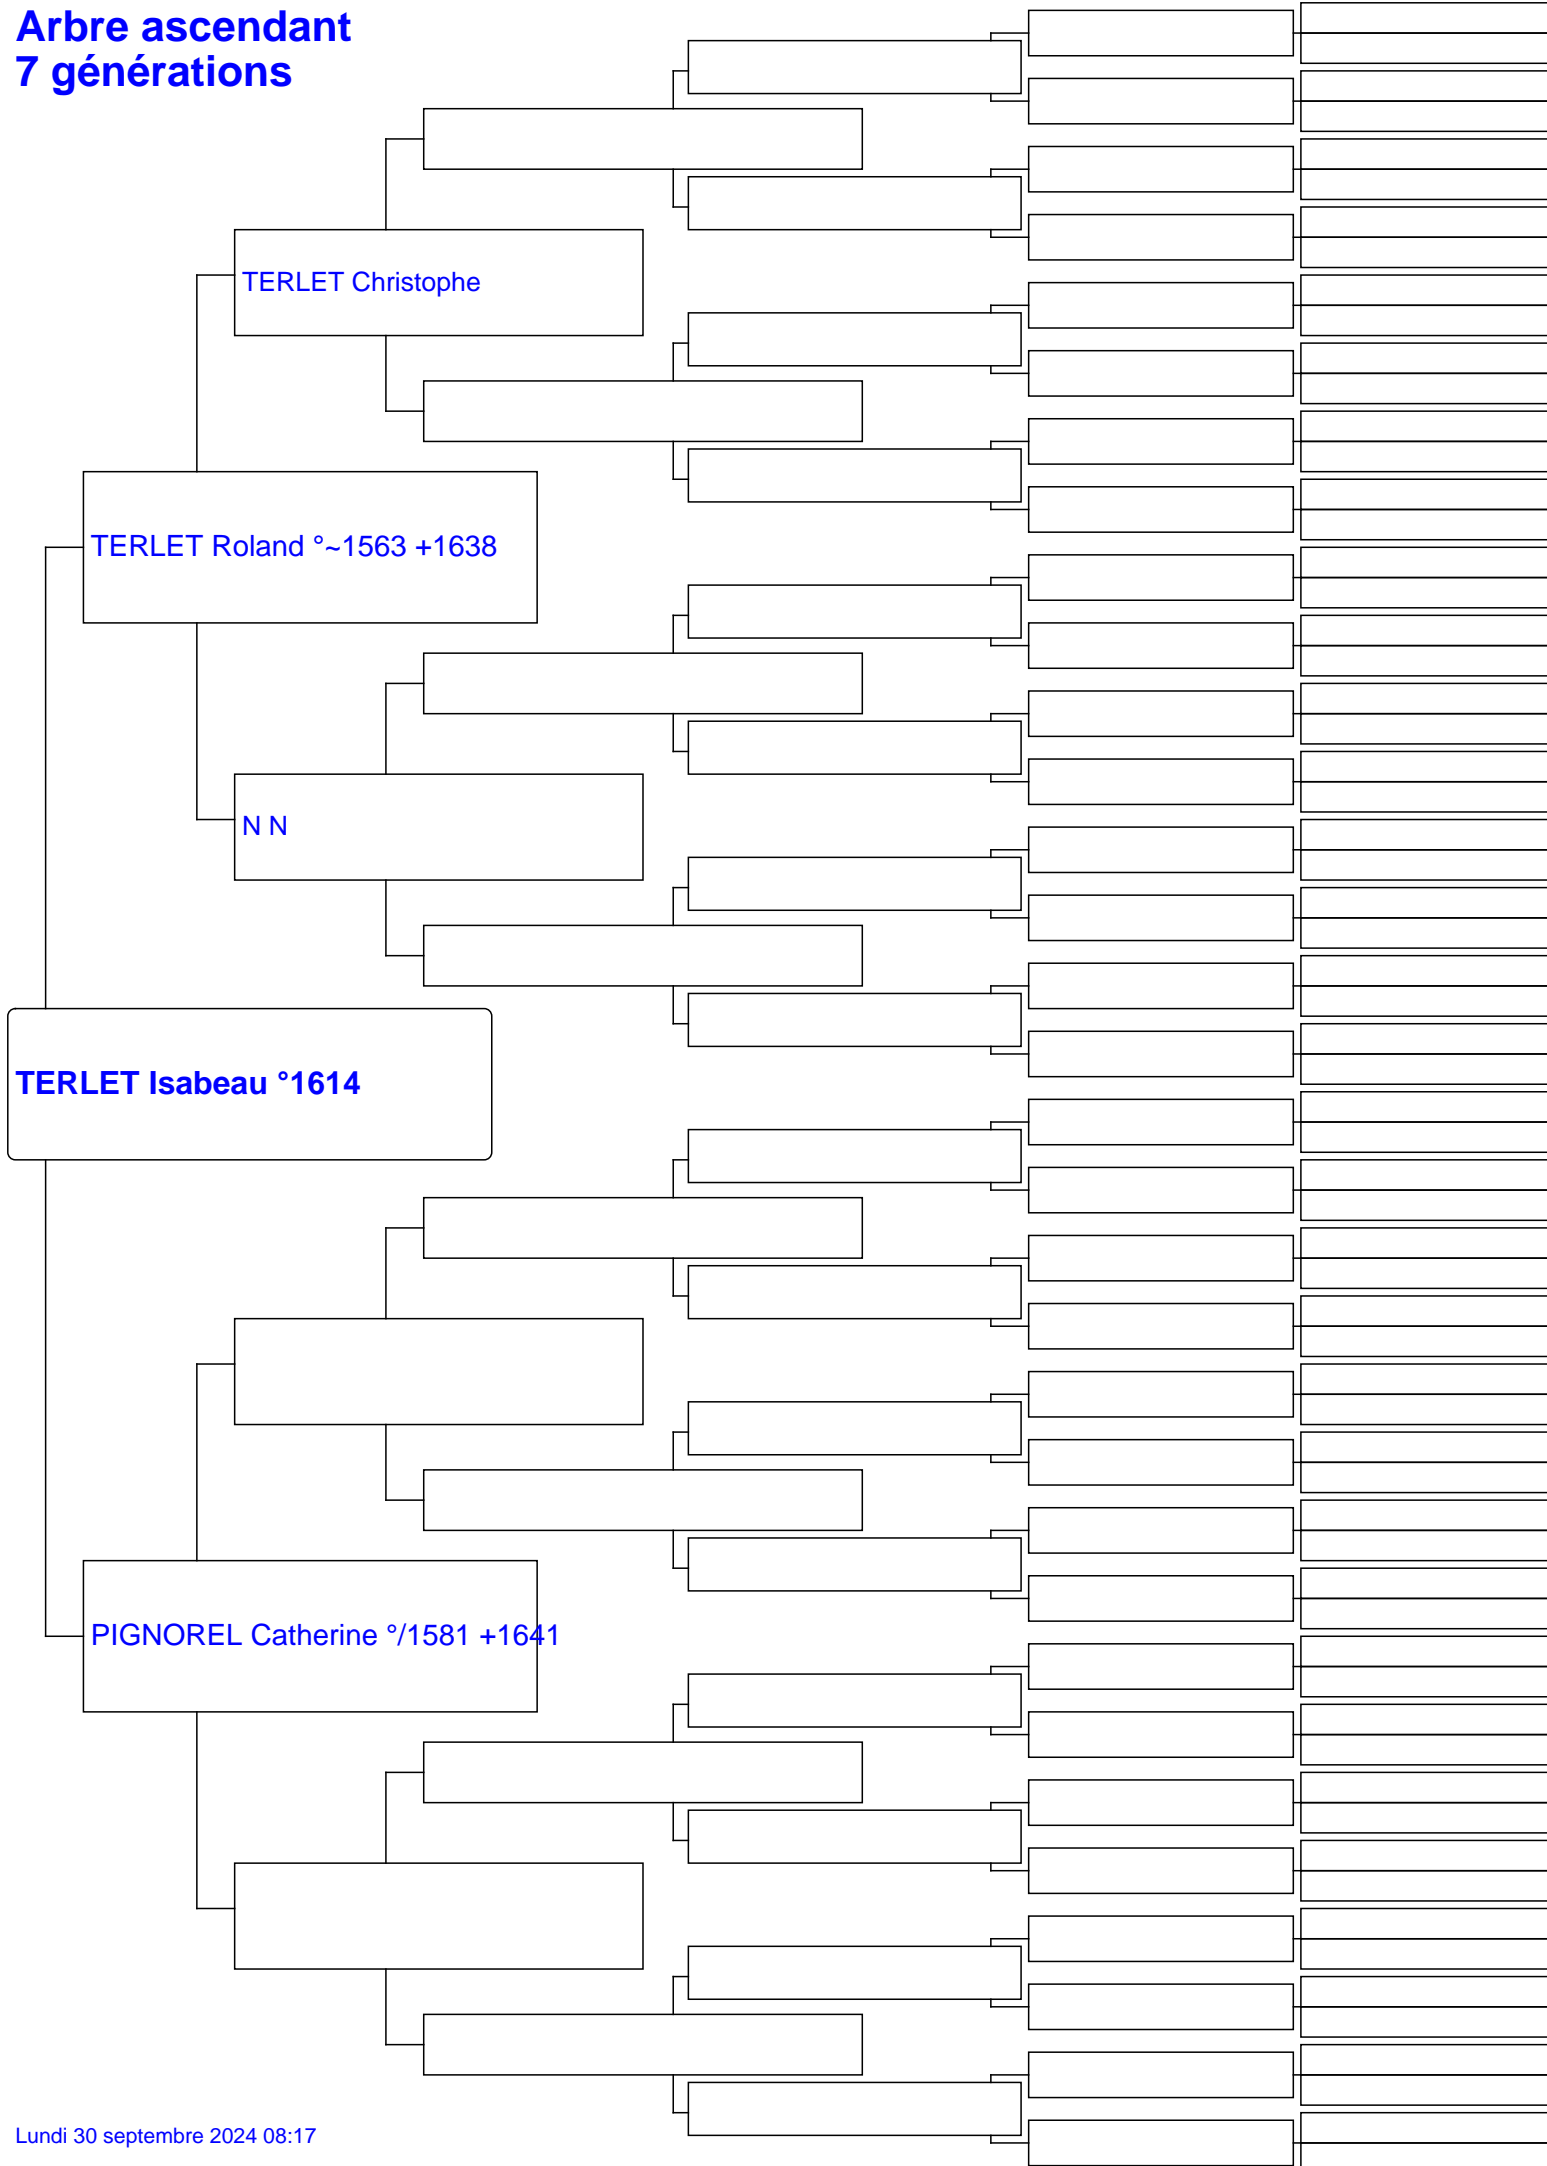 Arbre ascendant
7 générations
TERLET Christophe
TERLET Roland °~1563 +1638
N N
TERLET Isabeau °1614
PIGNOREL Catherine °/1581 +1641
Lundi 30 septembre 2024 08:17